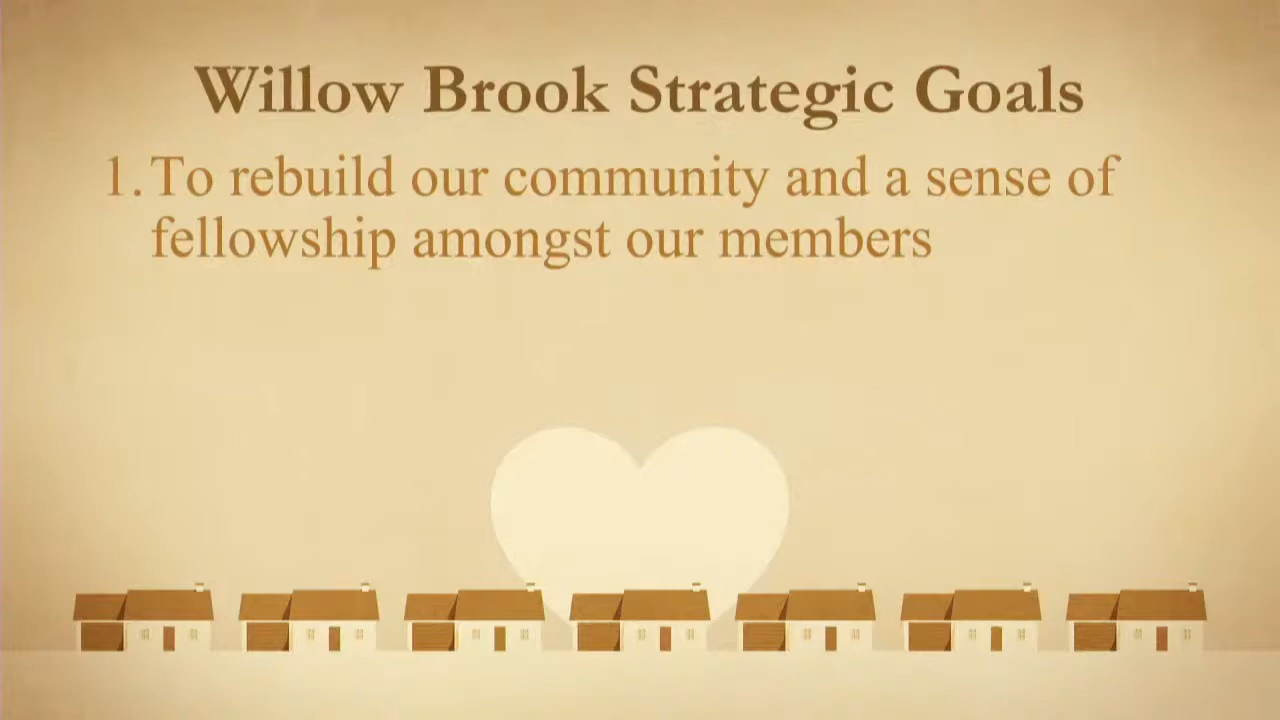 Willow Brook Strategic Goals
1. To rebuild our community and a sense of
fellowship amongst our members